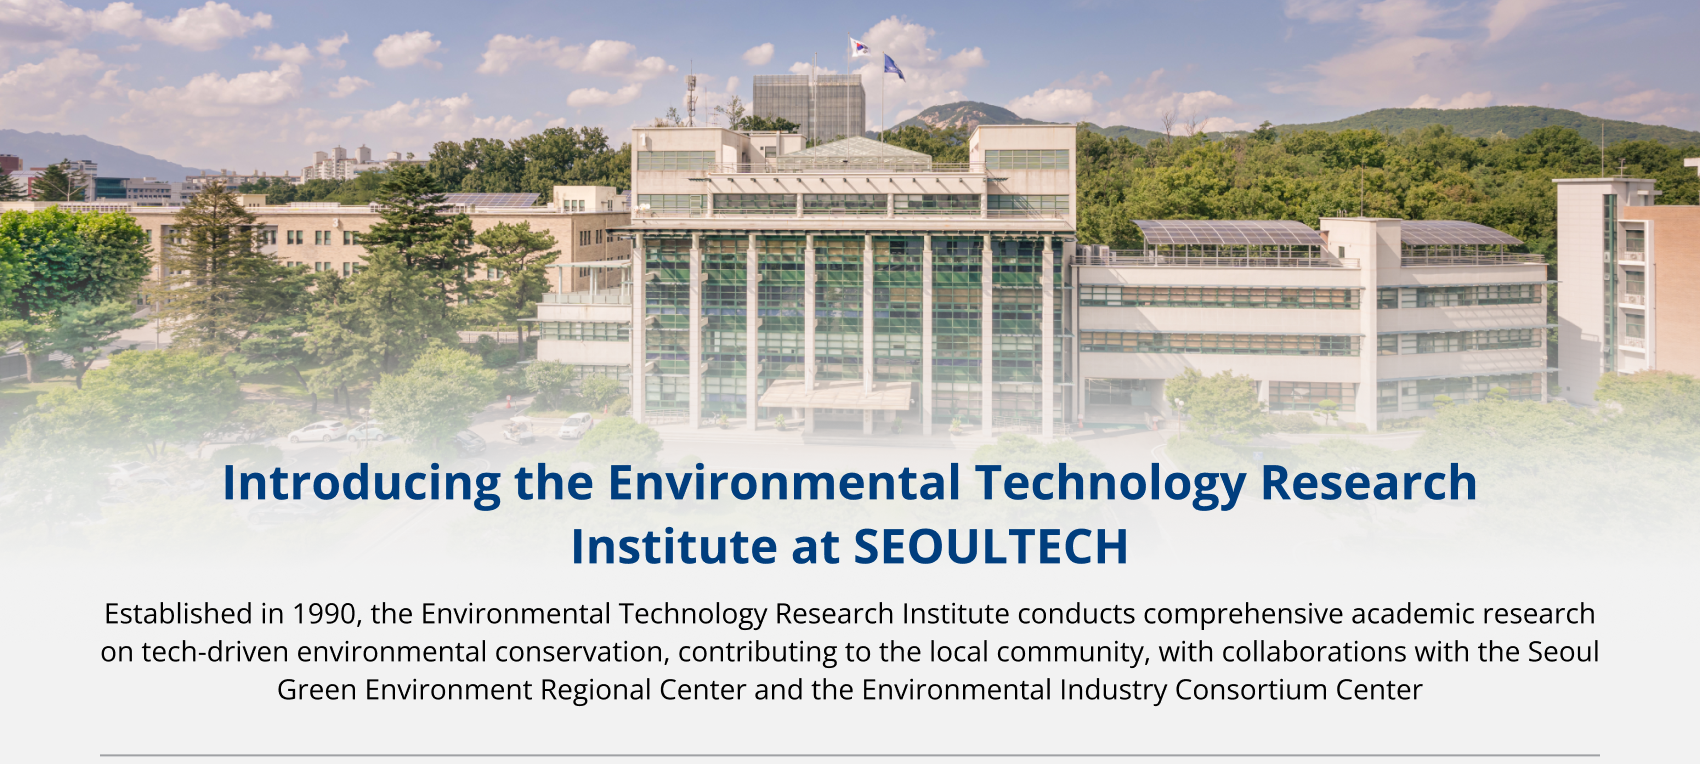 Introducing the Environmental Technology Research
Institute at SEOULTECH
Established in 1990, the Environmental Technology Research Institute conducts comprehensive academic research
on tech-driven environmental conservation, contributing to the local community, with collaborations with the Seoul
Green Environment Regional Center and the Environmental Industry Consortium Center